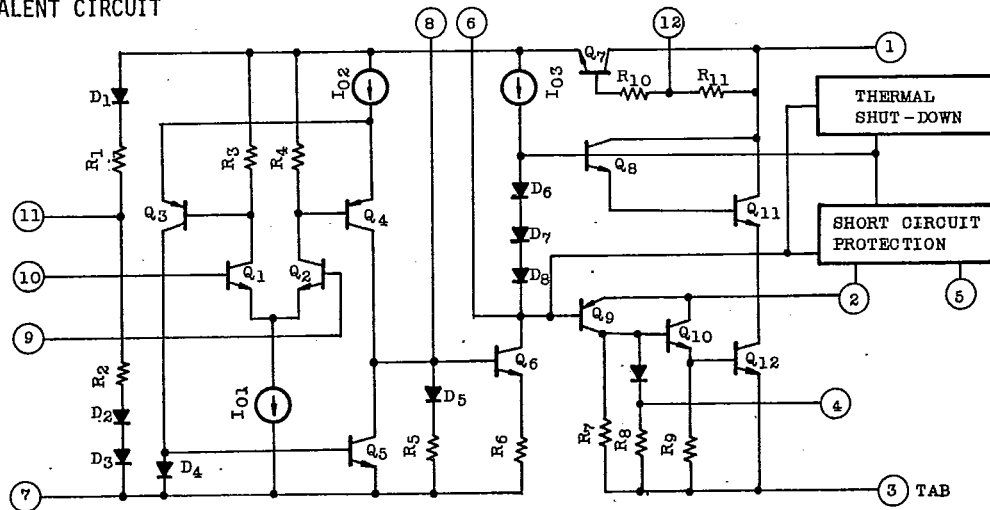 ALENT CIRCUIT
8
6
12
1
D1
I02
I03
Q7
R10
R11
THERMAL
SHUT-DOWN
R1
R3
R4
Q8
D6
11
Q3
Q4
Q11
SHORT CIRCUIT
PROTECTION
D7
10
Q1
Q2
D8
2
5
9
Q9
Q10
Q12
R2
I01
Q6
D5
4
D2
D3
D4
Q5
R5
R6
R7
R8
R9
7
3 TAB